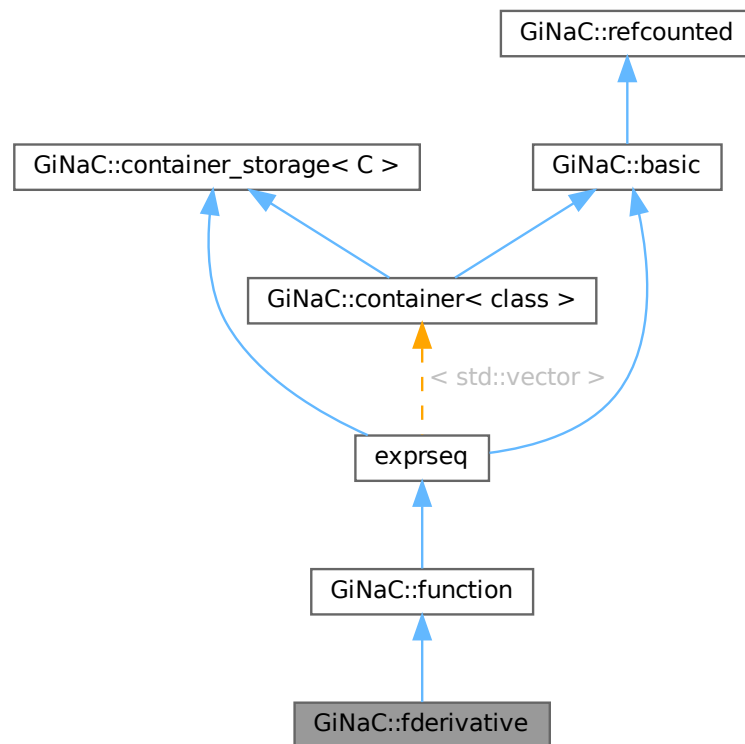 GiNaC::refcounted
GiNaC::container_storage< C >
GiNaC::basic
GiNaC::container< class >
< std::vector >
exprseq
GiNaC::function
GiNaC::fderivative